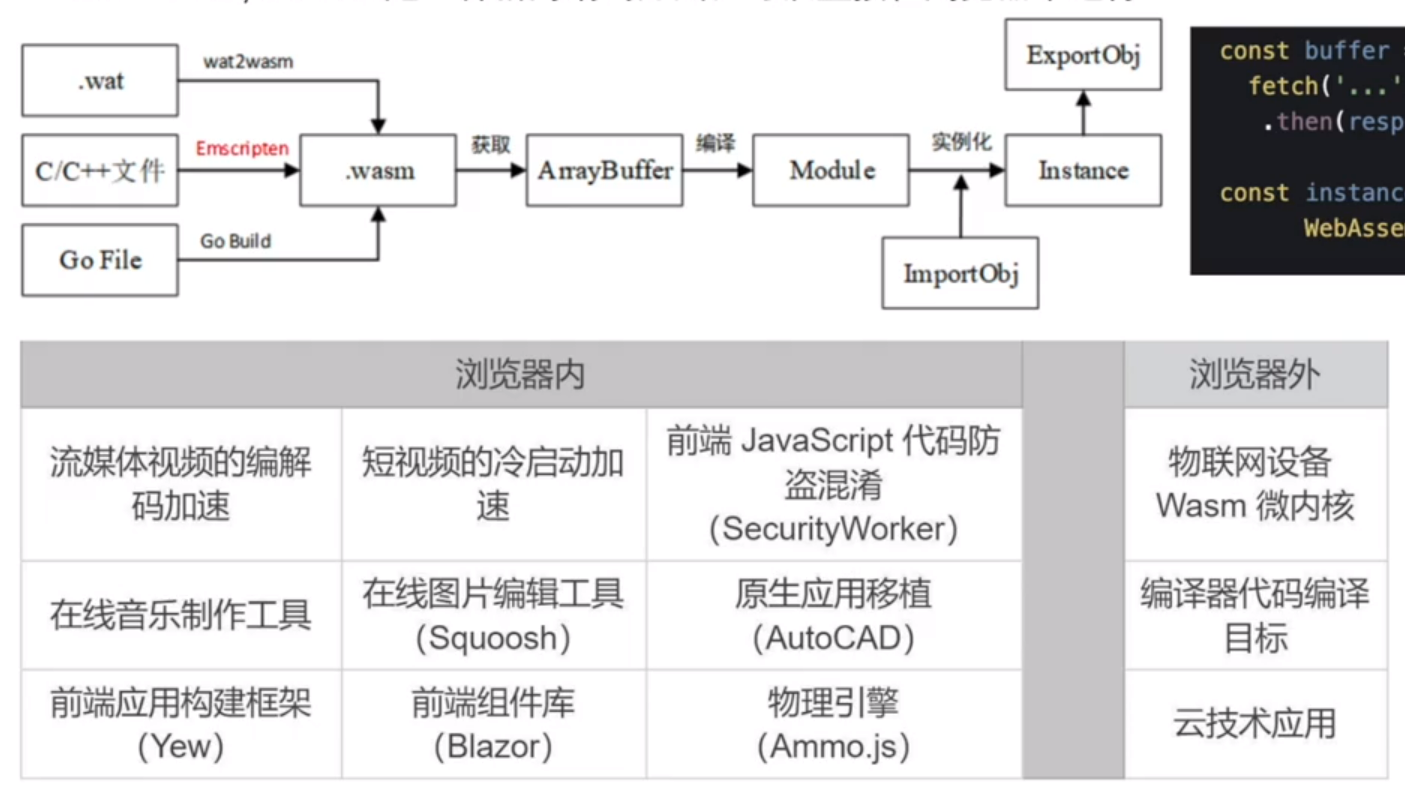 ExportObj
.wat
wat2wasm
C/C++文件
Emscripten
.wasm
获取
ArrayBuffer
编译
Module
实例化
Instance
Go File
Go Build
ImportObj
const buffer
fetch('...'
.then(resp
const instanc
WebAsse
浏览器内
浏览器外
流媒体视频的编解
码加速
短视频的冷启动加
速
前端 JavaScript 代码防
盗混淆
(SecurityWorker)
物联网设备
Wasm 微内核
在线音乐制作工具
在线图片编辑工具
(Squoosh)
原生应用移植
(AutoCAD)
编译器代码编译
目标
前端应用构建框架
(Yew)
前端组件库
(Blazor)
物理引擎
(Ammo.js)
云技术应用